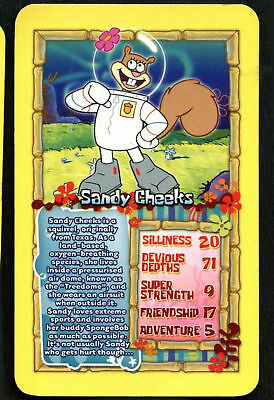 Sandy Cheeks
Sandy Cheeks is a
squirrel, originally
from Texas. As a
land-based,
oxygen-breathing
species, she lives
inside a pressurised
air dome, known as
the "Treedome", and
she wears an airsuit
when outside of it.
Sandy loves extreme
sports and involves
her buddy SpongeBob
as much as possible.
It's not usually Sandy
who gets hurt though...
SILLINESS 20
DEVIOUS
DEPTHS 71
SUPER
STRENGTH 9
FRIENDSHIP 17
ADVENTURE 5